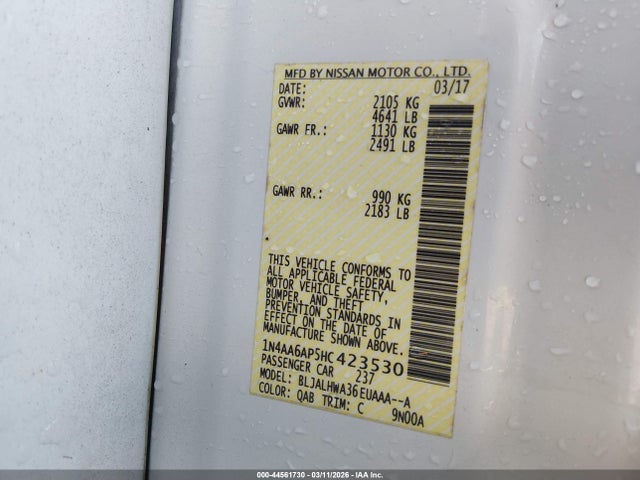 MFD BY NISSAN MOTOR CO., LTD.
DATE: 03/17
GVWR: 2105 KG
4641 LB
GAWR FR.: 1130 KG
2491 LB
GAWR RR.: 990 KG
2183 LB
THIS VEHICLE CONFORMS TO
ALL APPLICABLE FEDERAL
MOTOR VEHICLE SAFETY,
BUMPER, AND THEFT
PREVENTION STANDARDS IN
EFFECT ON THE DATE OF
MANUFACTURE SHOWN ABOVE.
1N4AA6AP5HC423530
PASSENGER CAR 237
MODEL: BLJALHWA36EUAAA--A
COLOR: QAB TRIM: C 9N00A
000-44561730 - 03/11/2026 - IAA Inc.